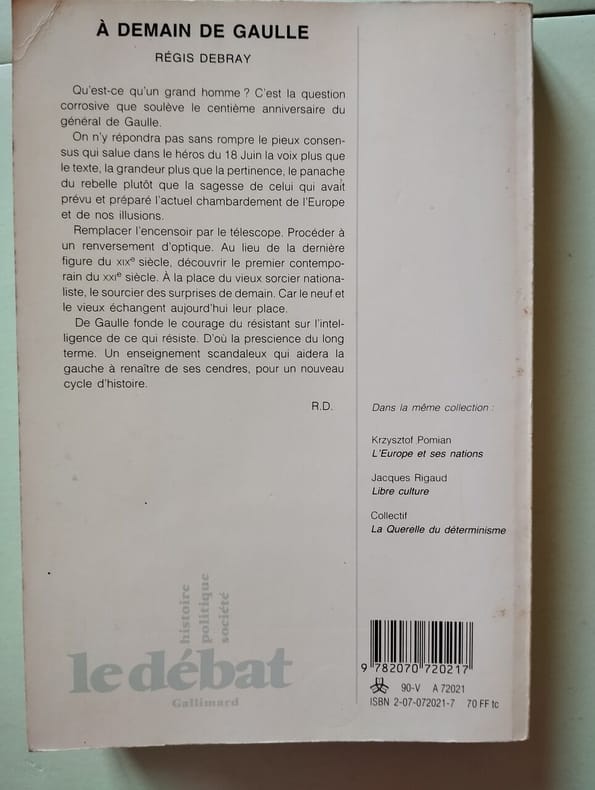 À DEMAIN DE GAULLE
RÉGIS DEBRAY
Qu'est-ce qu'un grand homme ? C'est la question
corrosive que soulève le centième anniversaire du
général de Gaulle.
On n'y répondra pas sans rompre le pieux consen-
sus qui salue dans le héros du 18 Juin la voix plus que
le texte, la grandeur plus que la pertinence, le panache
du rebelle plutôt que la sagesse de celui qui avait
prévu et préparé l'actuel chambardement de l'Europe
et de nos illusions.
Remplacer l'encensoir par le télescope. Procéder à
un renversement d'optique. Au lieu de la dernière
figure du XIXe siècle, découvrir le premier contempo-
rain du XXIe siècle. À la place du vieux sorcier nationa-
liste, le sourcier des surprises de demain. Car le neuf et
le vieux échangent aujourd'hui leur place.
De Gaulle fonde le courage du résistant sur l'intel-
ligence de ce qui résiste. D'où la prescience du long
terme. Un enseignement scandaleux qui aidera la
gauche à renaître de ses cendres, pour un nouveau
cycle d'histoire.
R.D.
Dans la même collection :
Krzysztof Pomian
L'Europe et ses nations
Jacques Rigaud
Libre culture
Collectif
La Querelle du déterminisme
histoire
politique
société
le débat
Gallimard
9 782070 720217
90-V A 72021
ISBN 2-07-072021-7 70 FF tc